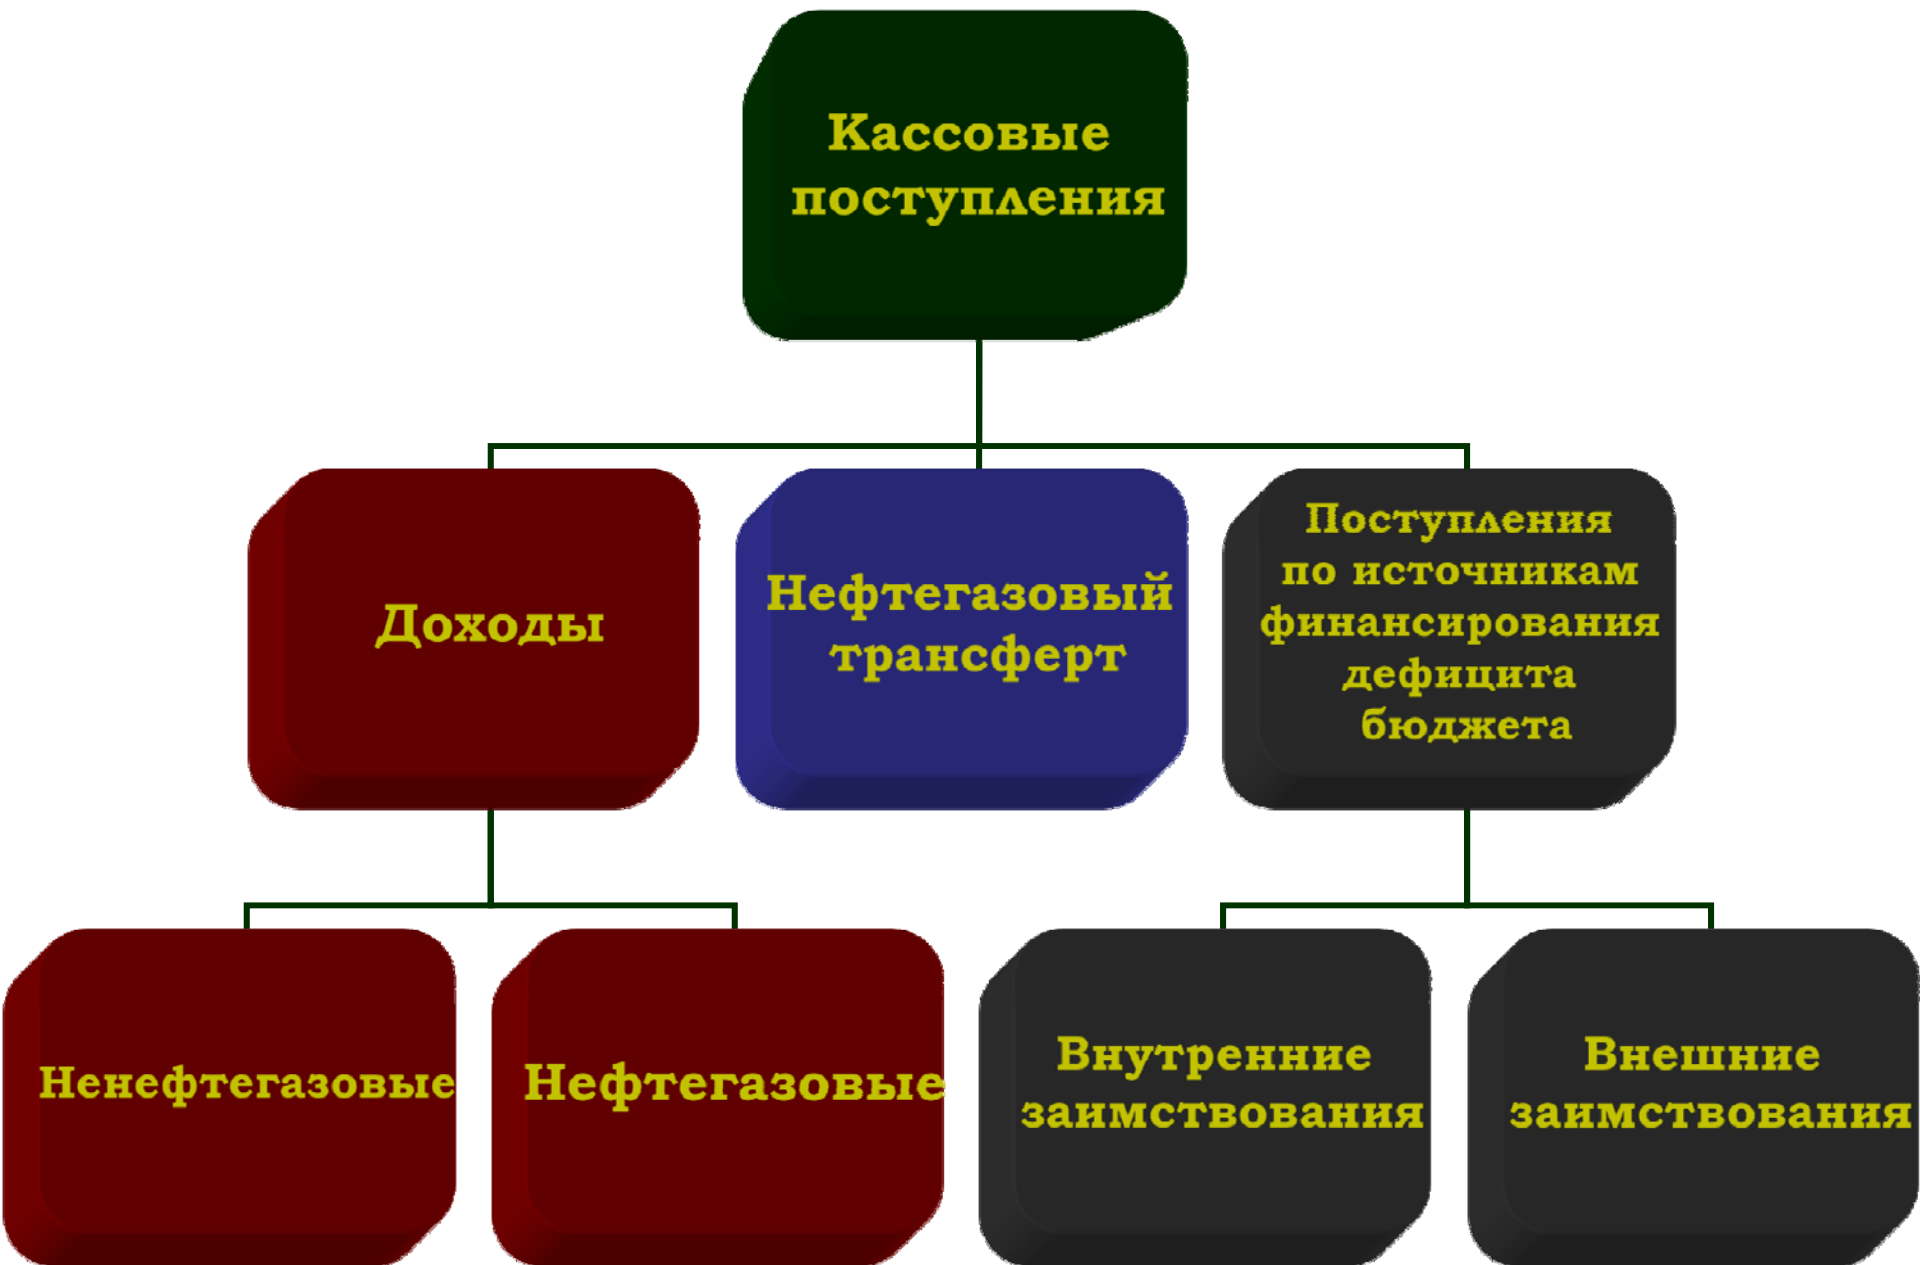 Кассовые
поступления
Доходы
Нефтегазовый
трансферт
Поступления
по источникам
финансирования
дефицита
бюджета
Ненефтегазовые
Нефтегазовые
Внутренние
заимствования
Внешние
заимствования